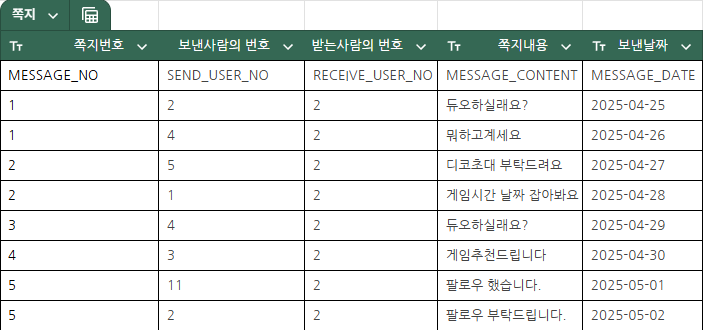 쪽지
쪽지번호 보낸사람의 번호 받는사람의 번호 쪽지내용 보낸날짜
MESSAGE_NO SEND_USER_NO RECEIVE_USER_NO MESSAGE_CONTENT MESSAGE_DATE
1 2 2 듀오하실래요? 2025-04-25
1 4 2 뭐하고계세요 2025-04-26
2 5 2 디코초대 부탁드려요 2025-04-27
2 1 2 게임시간 날짜 잡아봐요 2025-04-28
3 4 2 듀오하실래요? 2025-04-29
4 3 2 게임추천드립니다 2025-04-30
5 11 2 팔로우 했습니다. 2025-05-01
5 2 2 팔로우 부탁드립니다. 2025-05-02